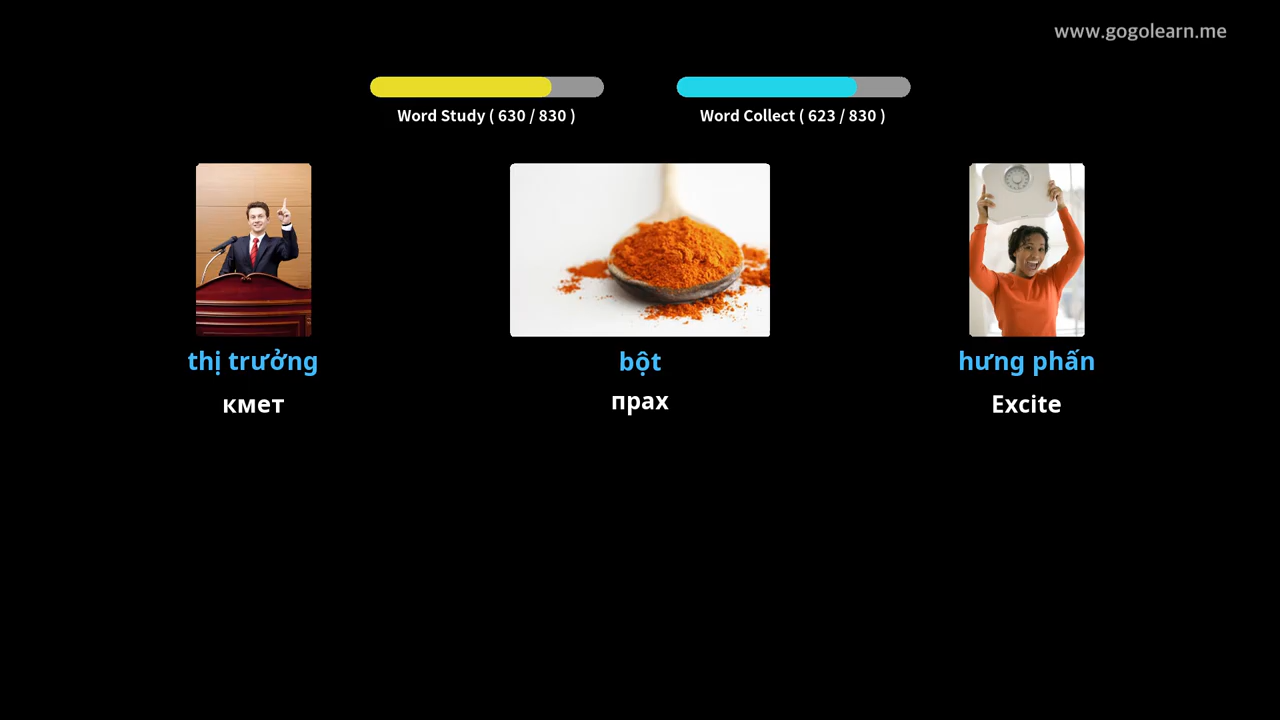 www.gogolearn.me
Word Study ( 630 / 830 )
Word Collect ( 623 / 830 )
thị trưởng
кмет
bột
прах
hưng phấn
Excite